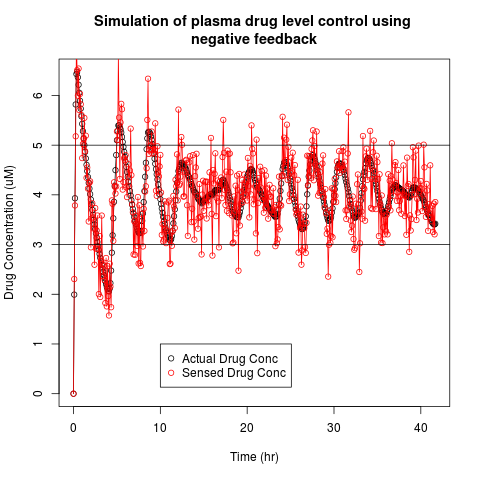 Simulation of plasma drug level control using
negative feedback
Drug Concentration (uM)
6
5
4
3
2
1
0
Actual Drug Conc
Sensed Drug Conc
0 10 20 30 40
Time (hr)